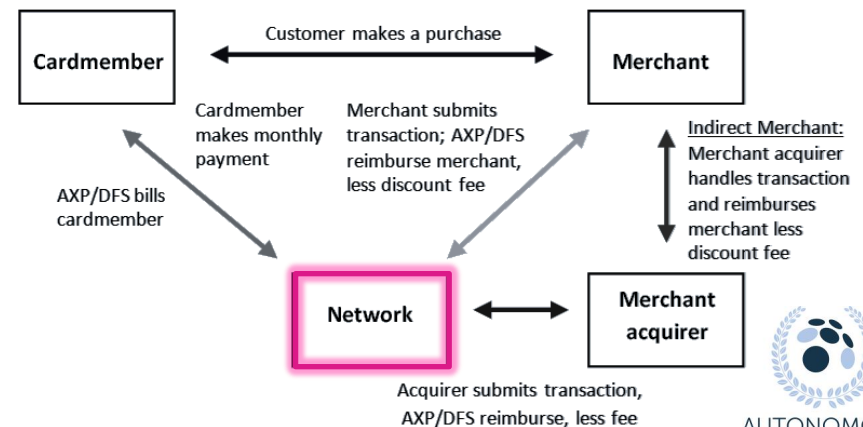 Customer makes a purchase
Cardmember
Merchant
Cardmember
makes monthly
payment
Merchant submits
transaction; AXP/DFS
reimburse merchant,
less discount fee
Indirect Merchant:
Merchant acquirer
handles transaction
and reimburses
merchant less
discount fee
AXP/DFS bills
cardmember
Network
Merchant
acquirer
Acquirer submits transaction,
AXP/DFS reimburse, less fee